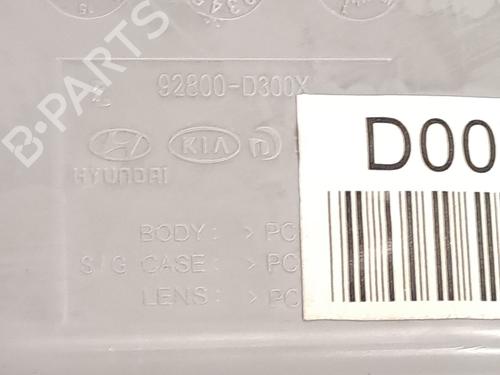 92800-D300X
HYUNDAI
KIA
BODY: >PC
S/G CASE: >PC
LENS: >PC
D00
B-PARTS